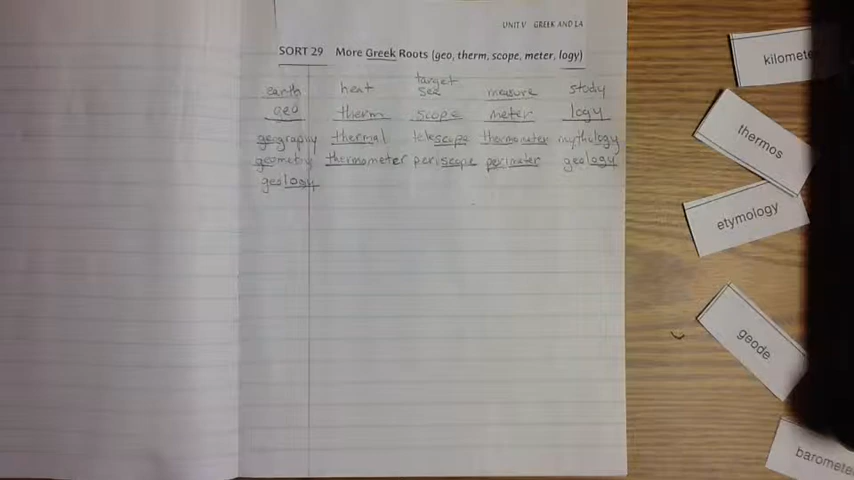 UNIT V GREEK AND LA
SORT 29 More Greek Roots (geo, therm, scope, meter, logy)
earth heat target see measure study
geo therm scope meter logy
geography thermal telescope thermometer mythology
geometry thermometer periscope perimeter geology
geology
kilomete
thermos
etymology
geode
baromete